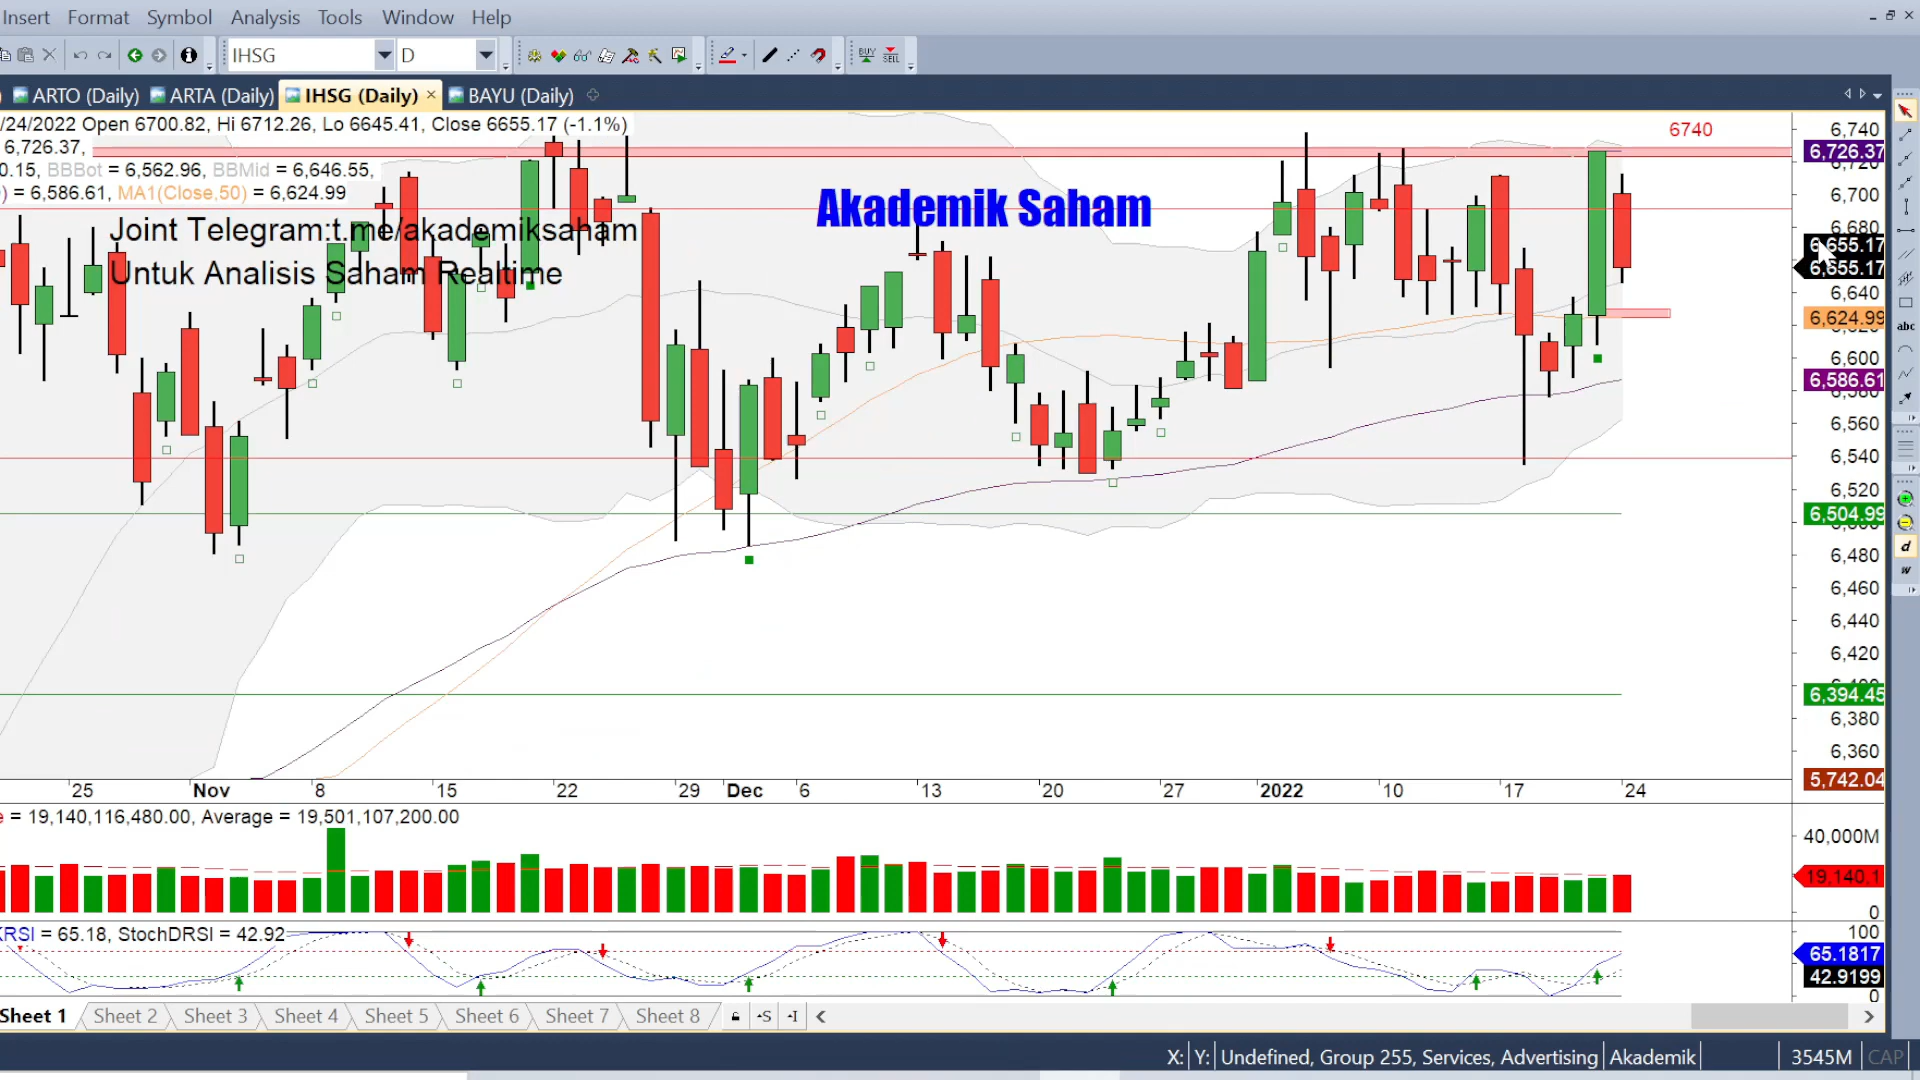 Insert Format Symbol Analysis Tools Window Help
IHSG D BUY SELL
ARTO (Daily) ARTA (Daily) IHSG (Daily) × BAYU (Daily)
/24/2022 Open 6700.82, Hi 6712.26, Lo 6645.41, Close 6655.17 (-1.1%)
6,726.37,
0.15, BBBot = 6,562.96, BBMid = 6,646.55,
) = 6,586.61, MA1(Close,50) = 6,624.99
Joint Telegram:t.me/akademiksaham
Untuk Analisis Saham Realtime
Akademik Saham
6740
6,740
6,726.37
6,700
6,680
6,655.17
6,655.17
6,640
6,624.99
6,600
6,586.61
6,560
6,540
6,520
6,504.99
6,480
6,460
6,440
6,420
6,394.45
6,380
6,360
5,742.04
25 Nov 8 15 22 29 Dec 6 13 20 27 2022 10 17 24
e = 19,140,116,480.00, Average = 19,501,107,200.00
40,000M
19,140,1
0
KRSI = 65.18, StochDRSI = 42.92
100
65.1817
42.9199
0
abc
d
w
Sheet 1 Sheet 2 Sheet 3 Sheet 4 Sheet 5 Sheet 6 Sheet 7 Sheet 8 S I
X: Y: Undefined, Group 255, Services, Advertising Akademik 3545M CAP